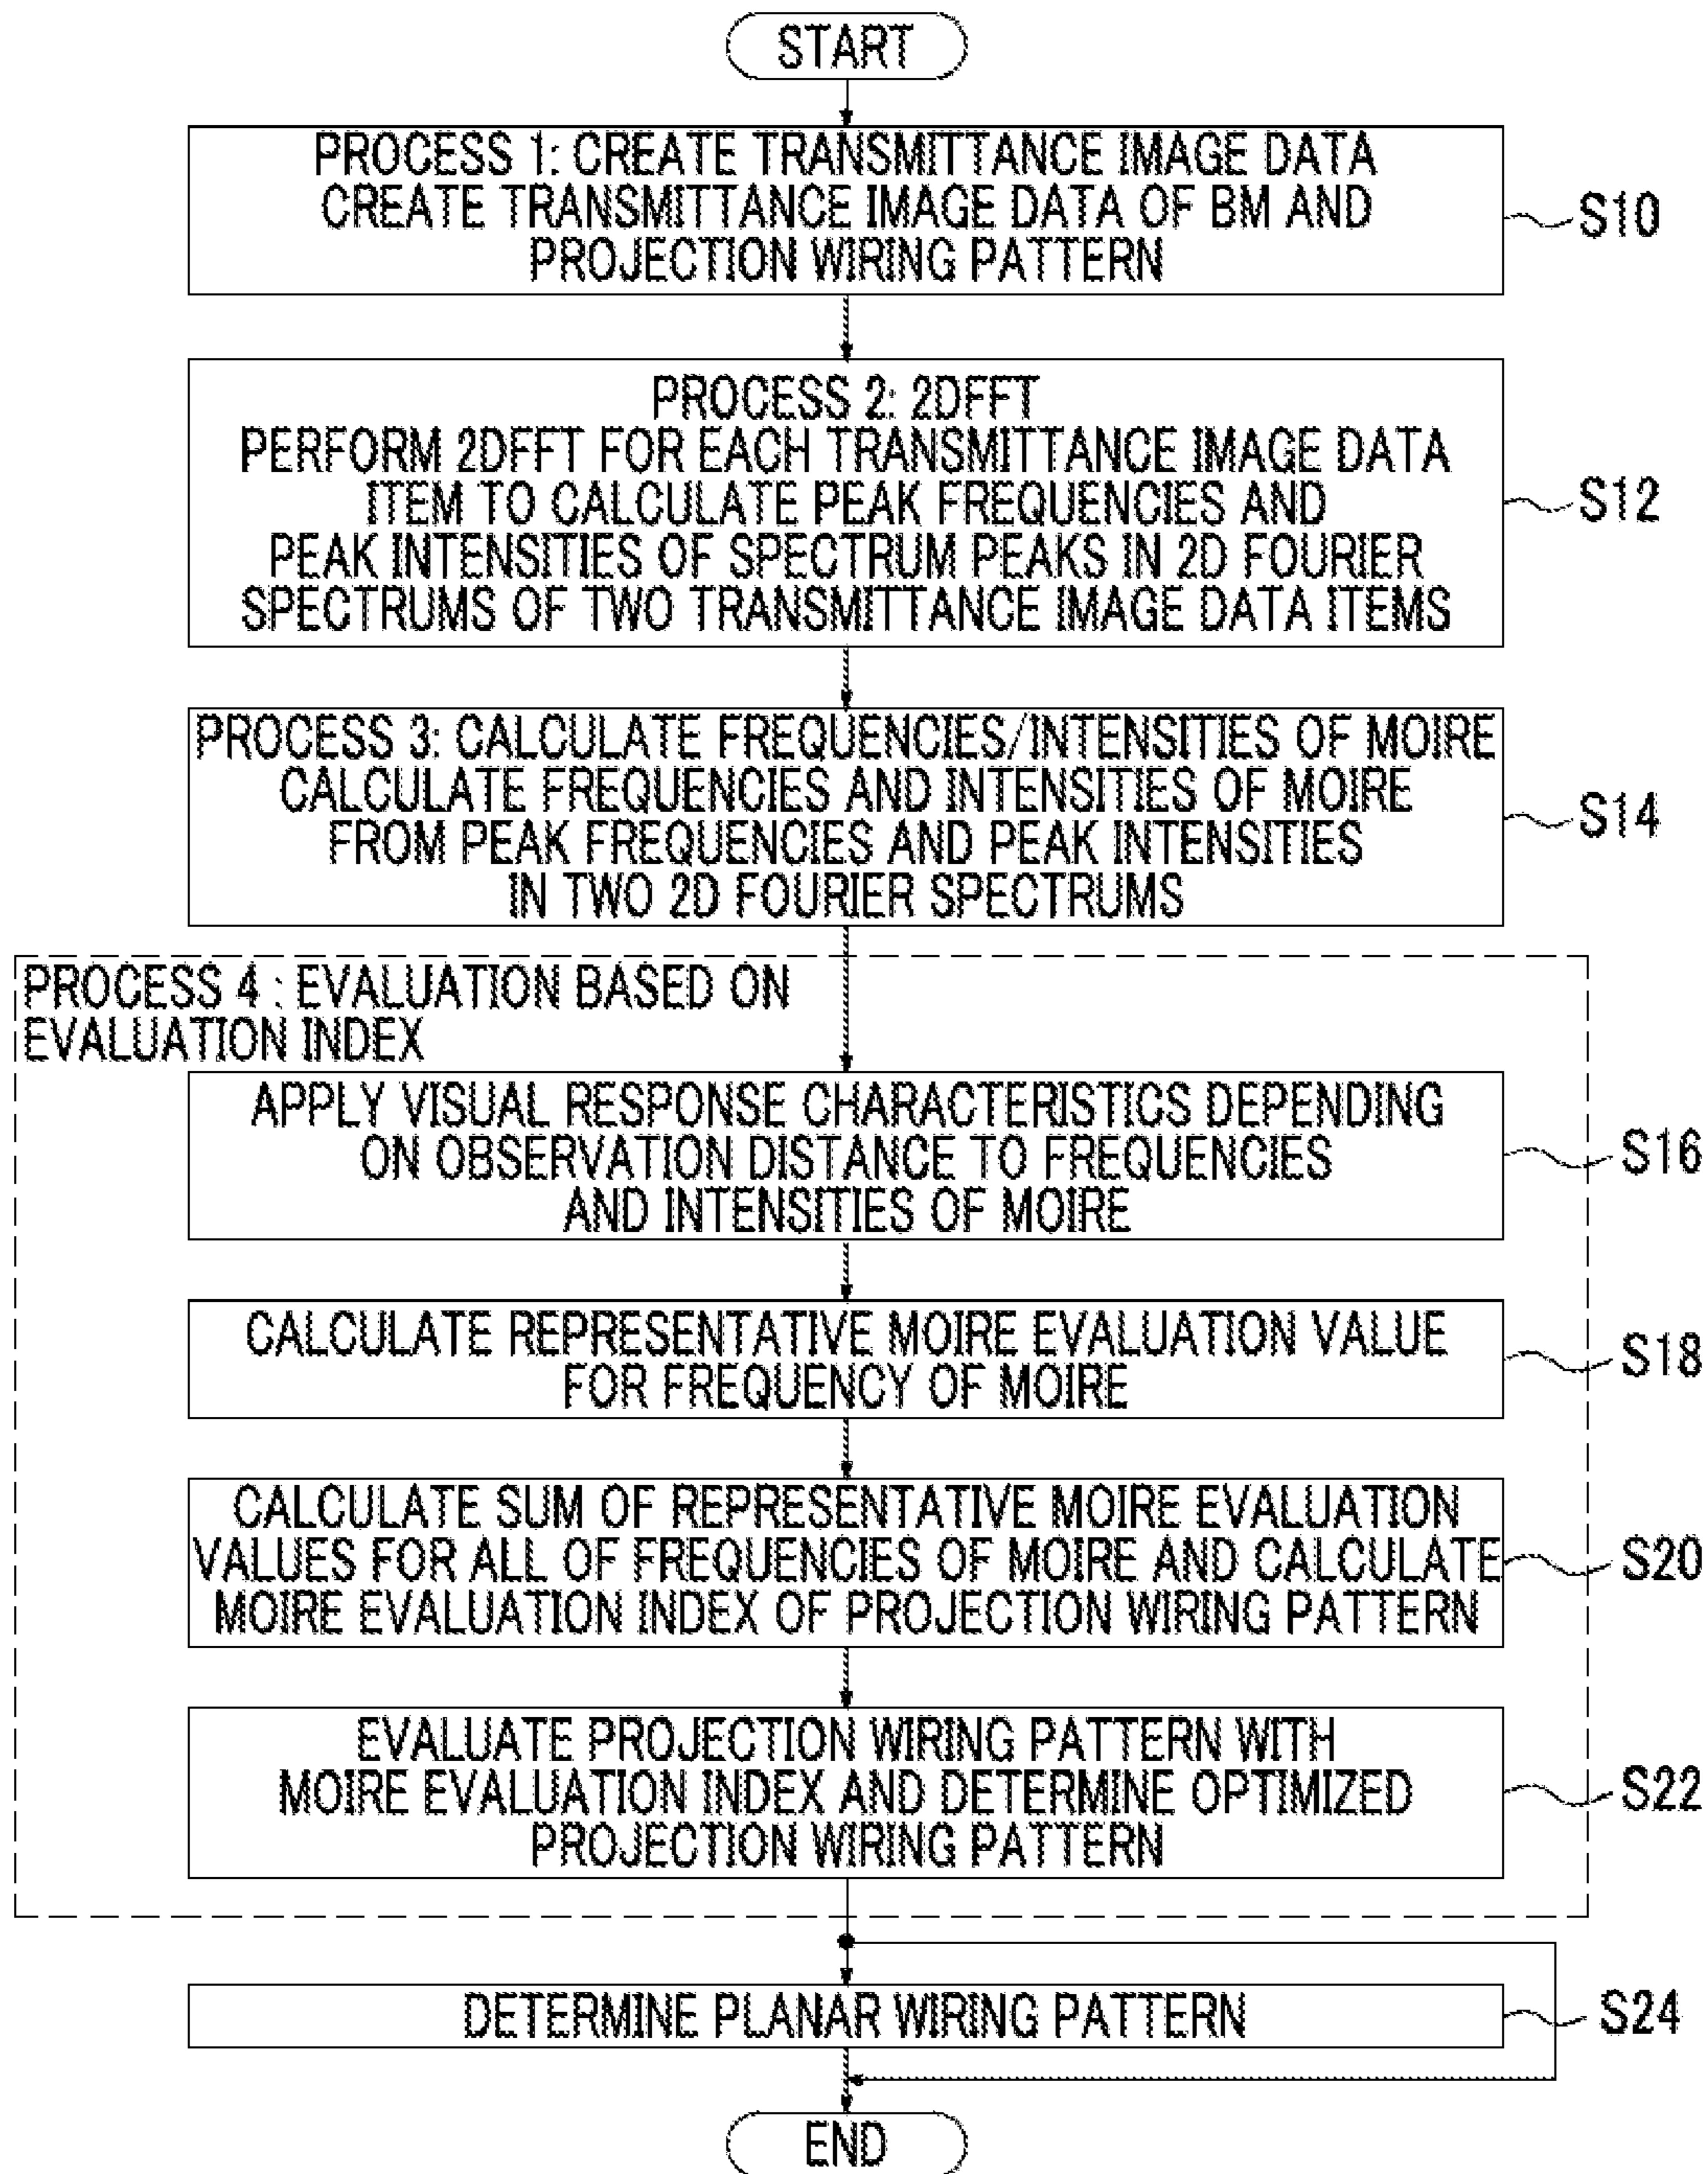 START
PROCESS 1: CREATE TRANSMITTANCE IMAGE DATA
CREATE TRANSMITTANCE IMAGE DATA OF BM AND
PROJECTION WIRING PATTERN
S10
PROCESS 2: 2DFFT
PERFORM 2DFFT FOR EACH TRANSMITTANCE IMAGE DATA
ITEM TO CALCULATE PEAK FREQUENCIES AND
PEAK INTENSITIES OF SPECTRUM PEAKS IN 2D FOURIER
SPECTRUMS OF TWO TRANSMITTANCE IMAGE DATA ITEMS
S12
PROCESS 3: CALCULATE FREQUENCIES/INTENSITIES OF MOIRE
CALCULATE FREQUENCIES AND INTENSITIES OF MOIRE
FROM PEAK FREQUENCIES AND PEAK INTENSITIES
IN TWO 2D FOURIER SPECTRUMS
S14
PROCESS 4 : EVALUATION BASED ON
EVALUATION INDEX
APPLY VISUAL RESPONSE CHARACTERISTICS DEPENDING
ON OBSERVATION DISTANCE TO FREQUENCIES
AND INTENSITIES OF MOIRE
S16
CALCULATE REPRESENTATIVE MOIRE EVALUATION VALUE
FOR FREQUENCY OF MOIRE
S18
CALCULATE SUM OF REPRESENTATIVE MOIRE EVALUATION
VALUES FOR ALL OF FREQUENCIES OF MOIRE AND CALCULATE
MOIRE EVALUATION INDEX OF PROJECTION WIRING PATTERN
S20
EVALUATE PROJECTION WIRING PATTERN WITH
MOIRE EVALUATION INDEX AND DETERMINE OPTIMIZED
PROJECTION WIRING PATTERN
S22
DETERMINE PLANAR WIRING PATTERN
S24
END